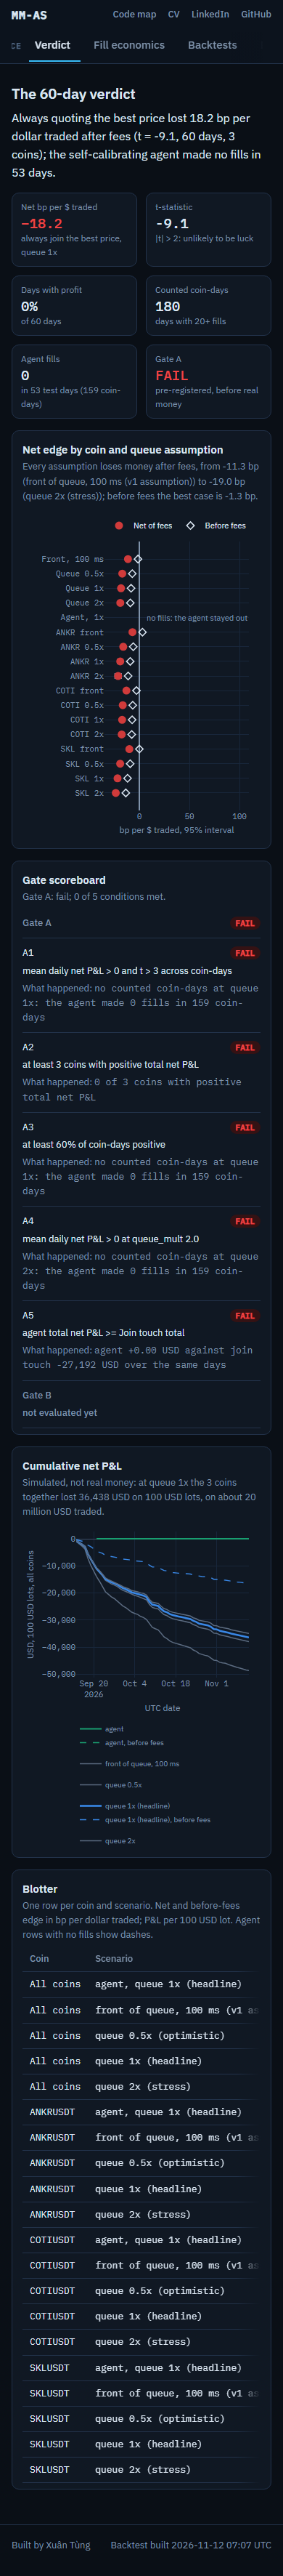 MM-AS
Code map CV LinkedIn GitHub
CE Verdict Fill economics Backtests
The 60-day verdict
Always quoting the best price lost 18.2 bp per
dollar traded after fees (t = -9.1, 60 days, 3
coins); the self-calibrating agent made no fills in
53 days.
Net bp per $ traded
−18.2
always join the best price,
queue 1x
t-statistic
-9.1
|t| > 2: unlikely to be luck
Days with profit
0%
of 60 days
Counted coin-days
180
days with 20+ fills
Agent fills
0
in 53 test days (159 coin-
days)
Gate A
FAIL
pre-registered, before real
money
Net edge by coin and queue assumption
Every assumption loses money after fees, from -11.3 bp
(front of queue, 100 ms (v1 assumption)) to -19.0 bp
(queue 2x (stress)); before fees the best case is -1.3 bp.
Net of fees Before fees
Front, 100 ms
Queue 0.5x
Queue 1x
Queue 2x
Agent, 1x
no fills: the agent stayed out
ANKR front
ANKR 0.5x
ANKR 1x
ANKR 2x
COTI front
COTI 0.5x
COTI 1x
COTI 2x
SKL front
SKL 0.5x
SKL 1x
SKL 2x
0 50 100
bp per $ traded, 95% interval
Gate scoreboard
Gate A: fail; 0 of 5 conditions met.
Gate A FAIL
A1 FAIL
mean daily net P&L > 0 and t > 3 across coin-days
What happened: no counted coin-days at queue
1x: the agent made 0 fills in 159 coin-
days
A2 FAIL
at least 3 coins with positive total net P&L
What happened: 0 of 3 coins with positive
total net P&L
A3 FAIL
at least 60% of coin-days positive
What happened: no counted coin-days at queue
1x: the agent made 0 fills in 159 coin-
days
A4 FAIL
mean daily net P&L > 0 at queue_mult 2.0
What happened: no counted coin-days at queue
2x: the agent made 0 fills in 159 coin-
days
A5 FAIL
agent total net P&L >= Join touch total
What happened: agent +0.00 USD against join
touch -27,192 USD over the same days
Gate B
not evaluated yet
Cumulative net P&L
Simulated, not real money: at queue 1x the 3 coins
together lost 36,438 USD on 100 USD lots, on about 20
million USD traded.
USD, 100 USD lots, all coins
0
−10,000
−20,000
−30,000
−40,000
−50,000
Sep 20 Oct 4 Oct 18 Nov 1
2026
UTC date
agent
agent, before fees
front of queue, 100 ms
queue 0.5x
queue 1x (headline)
queue 1x (headline), before fees
queue 2x
Blotter
One row per coin and scenario. Net and before-fees
edge in bp per dollar traded; P&L per 100 USD lot. Agent
rows with no fills show dashes.
Coin Scenario
All coins agent, queue 1x (headline)
All coins front of queue, 100 ms (v1 as
All coins queue 0.5x (optimistic)
All coins queue 1x (headline)
All coins queue 2x (stress)
ANKRUSDT agent, queue 1x (headline)
ANKRUSDT front of queue, 100 ms (v1 as
ANKRUSDT queue 0.5x (optimistic)
ANKRUSDT queue 1x (headline)
ANKRUSDT queue 2x (stress)
COTIUSDT agent, queue 1x (headline)
COTIUSDT front of queue, 100 ms (v1 as
COTIUSDT queue 0.5x (optimistic)
COTIUSDT queue 1x (headline)
COTIUSDT queue 2x (stress)
SKLUSDT agent, queue 1x (headline)
SKLUSDT front of queue, 100 ms (v1 as
SKLUSDT queue 0.5x (optimistic)
SKLUSDT queue 1x (headline)
SKLUSDT queue 2x (stress)
Built by Xuân Tùng Backtest built 2026-11-12 07:07 UTC